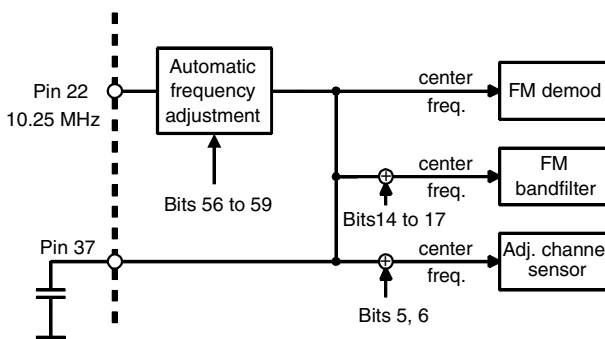 Pin 22
10.25 MHz
Automatic
frequency
adjustment
Bits 56 to 59
center
freq.
FM demod
center
freq.
FM
bandfilter
Bits14 to 17
Pin 37
center
freq.
Adj. channel
sensor
Bits 5, 6